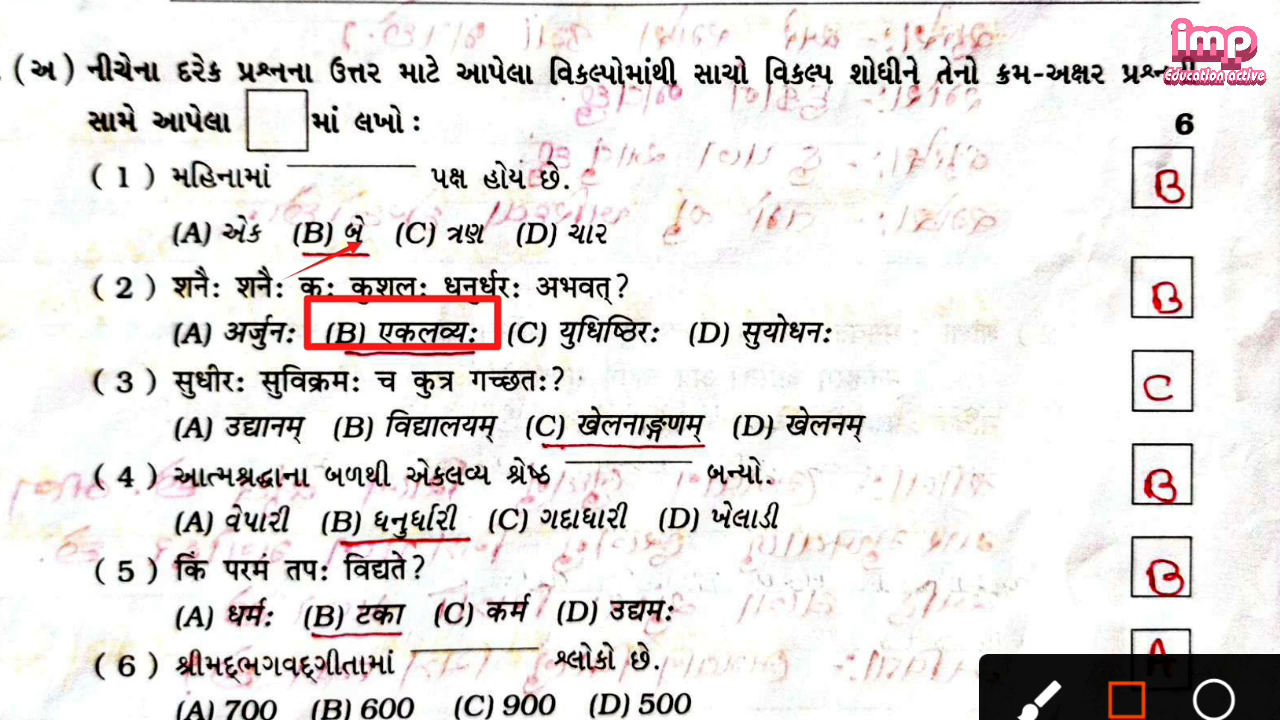 imp
Education active
(અ) નીચેના દરેક પ્રશ્નના ઉત્તર માટે આપેલા વિકલ્પોમાંથી સાચો વિકલ્પ શોધીને તેનો ક્રમ-અક્ષર પ્રશ્નની
સામે આપેલા માં લખો : 6
(1) મહિનામાં ______ પક્ષ હોય છે. B
(A) એક (B) બે (C) ત્રણ (D) ચાર
(2) शनैः शनैः कः कुशलः धनुर्धरः अभवत्? B
(A) अर्जुनः (B) एकलव्यः (C) युधिष्ठिरः (D) सुयोधनः
(3) सुधीरः सुविक्रमः च कुत्र गच्छतः? C
(A) उद्यानम् (B) विद्यालयम् (C) खेलनाङ्गणम् (D) खेलनम्
(4) આત્મશ્રદ્ધાના બળથી એકલવ્ય શ્રેષ્ઠ ______ બન્યો. B
(A) વેપારી (B) ધનુર્ધારી (C) ગદાધારી (D) ખેલાડી
(5) किं परमं तपः विद्यते? B
(A) धर्मः (B) टका (C) कर्म (D) उद्यमः
(6) શ્રીમદ્ભગવદ્ગીતામાં ______ શ્લોકો છે. A
(A) 700 (B) 600 (C) 900 (D) 500